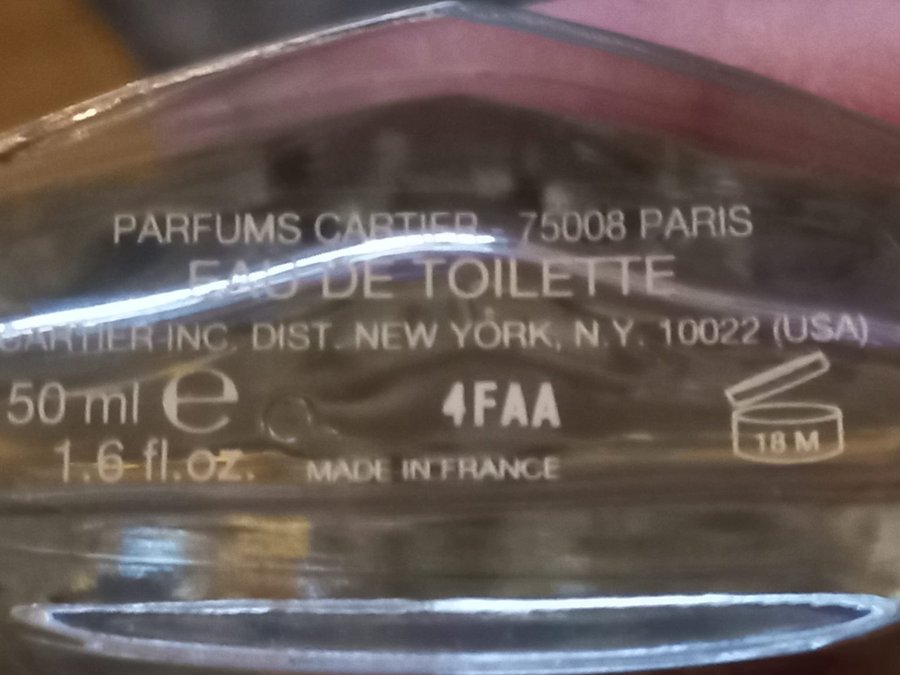 PARFUMS CARTIER - 75008 PARIS
EAU DE TOILETTE
CARTIER INC. DIST. NEW YORK, N.Y. 10022 (USA)
50 ml e
4FAA
18 M
1.6 fl.oz.
MADE IN FRANCE